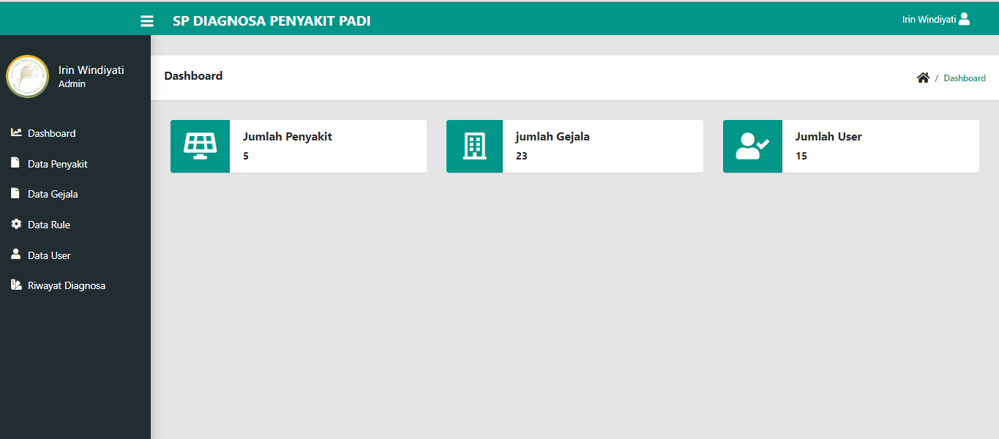 SP DIAGNOSA PENYAKIT PADI
Irin Windiyati
Irin Windiyati
Admin
Dashboard
Data Penyakit
Data Gejala
Data Rule
Data User
Riwayat Diagnosa
Dashboard
/ Dashboard
Jumlah Penyakit
5
jumlah Gejala
23
Jumlah User
15